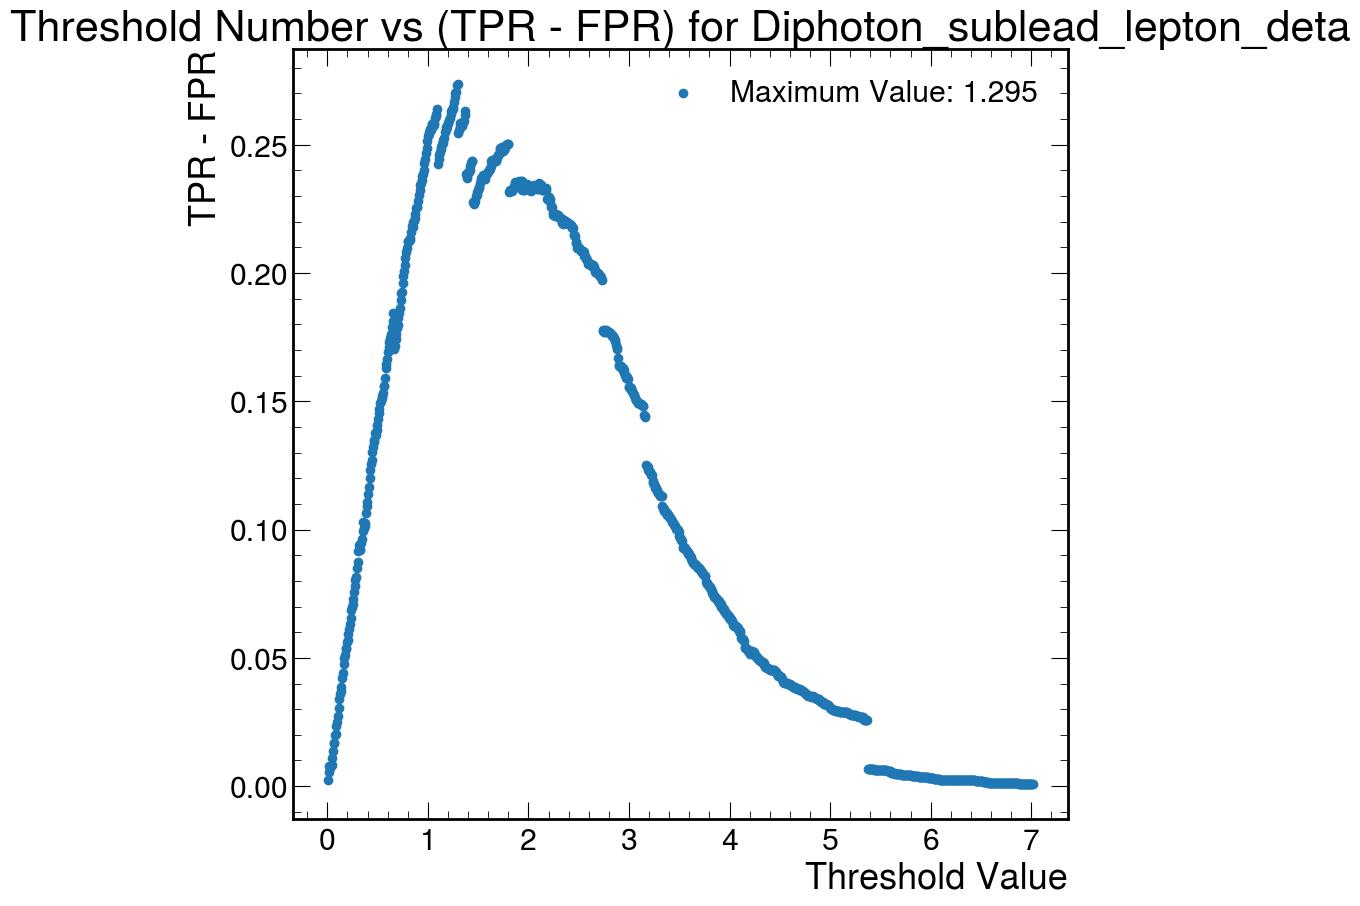 Threshold Number vs (TPR - FPR) for Diphoton_sublead_lepton_deta
TPR - FPR
Maximum Value: 1.295
0.25
0.20
0.15
0.10
0.05
0.00
0 1 2 3 4 5 6 7
Threshold Value